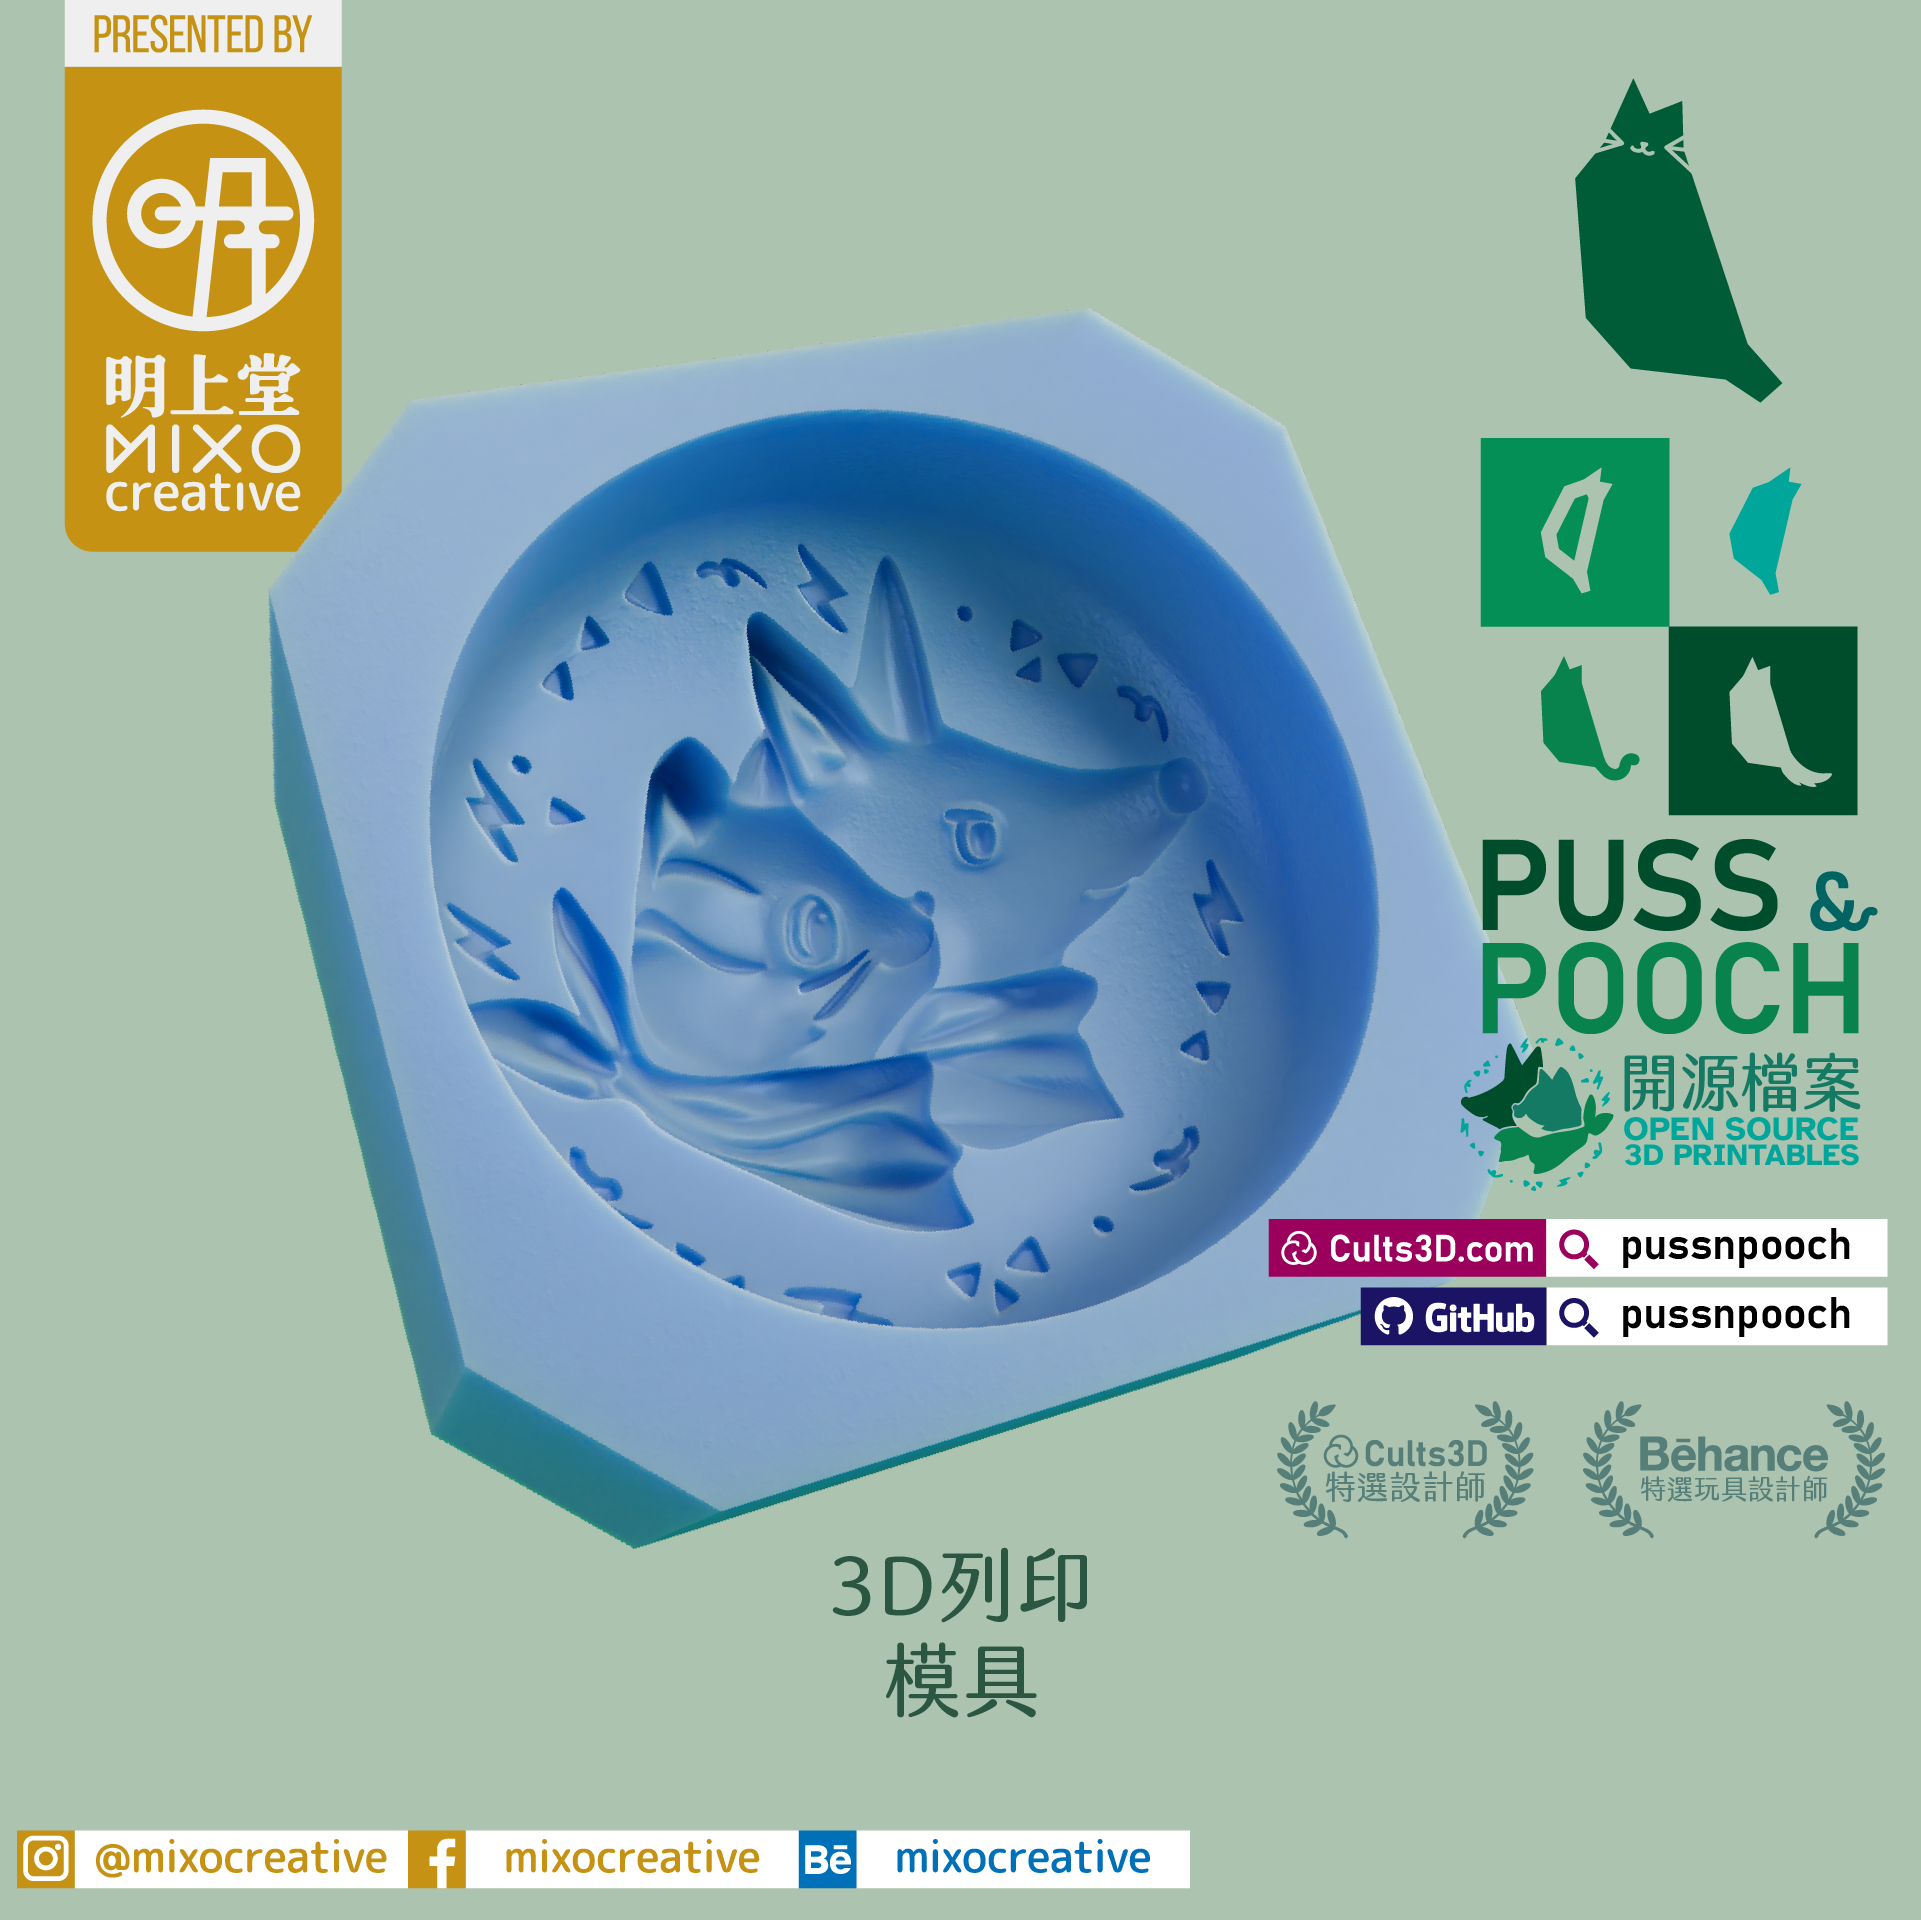 PRESENTED BY
明
明上堂
MIXO
creative
PUSS &
POOCH
開源檔案
OPEN SOURCE
3D PRINTABLES
Cults3D.com
pussnpooch
GitHub
pussnpooch
Cults3D
特選設計師
Bēhance
特選玩具設計師
3D列印
模具
@mixocreative
f
mixocreative
Bē
mixocreative